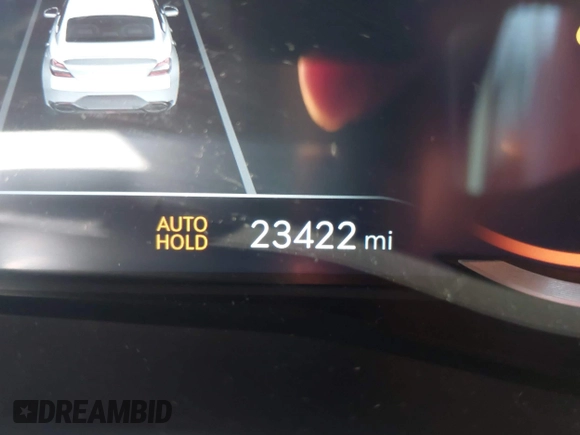 AUTO
HOLD
23422 mi
DREAMBID